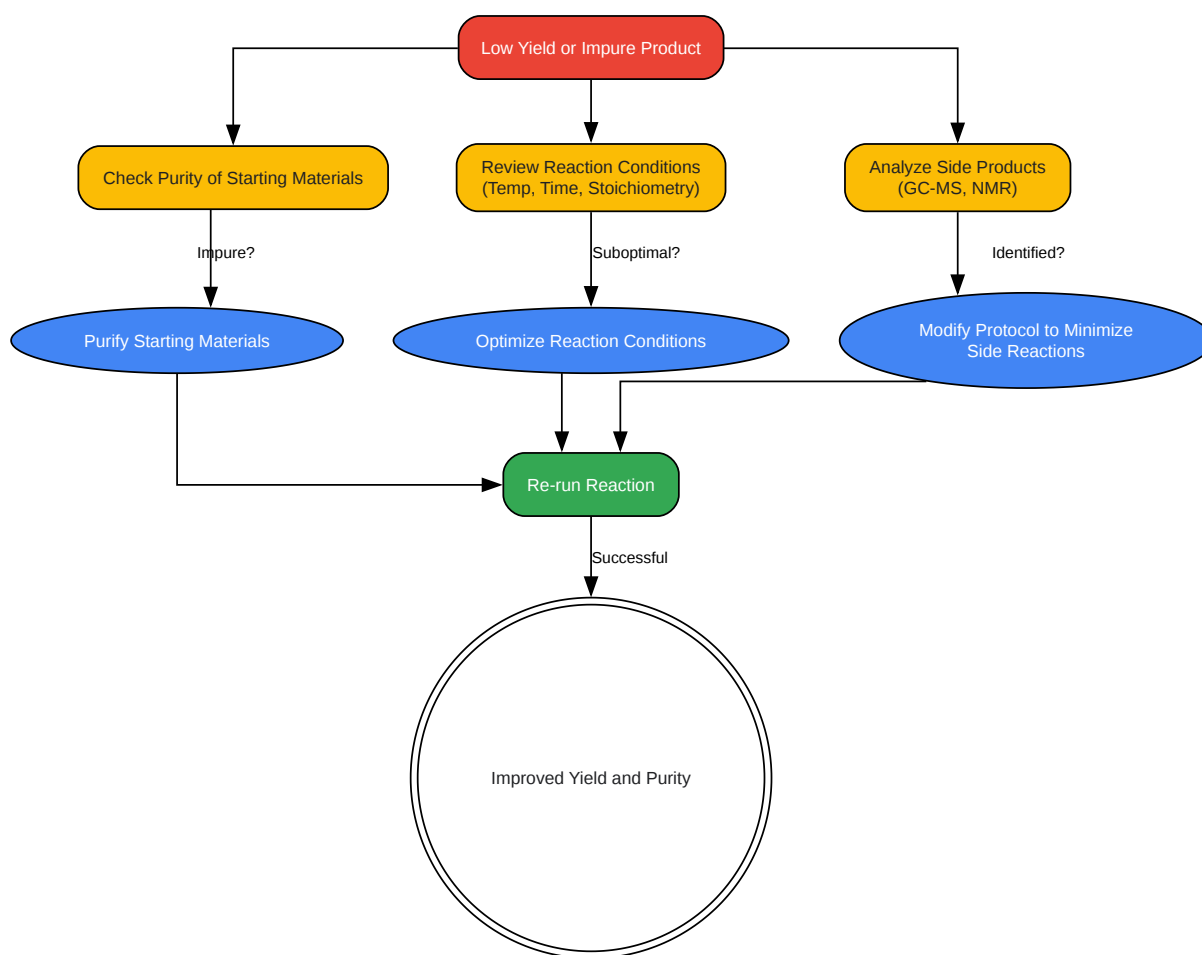 Low Yield or Impure Product
Check Purity of Starting Materials
Review Reaction Conditions
(Temp, Time, Stoichiometry)
Analyze Side Products
(GC-MS, NMR)
Impure?
Suboptimal?
Identified?
Purify Starting Materials
Optimize Reaction Conditions
Modify Protocol to Minimize
Side Reactions
Re-run Reaction
Successful
Improved Yield and Purity